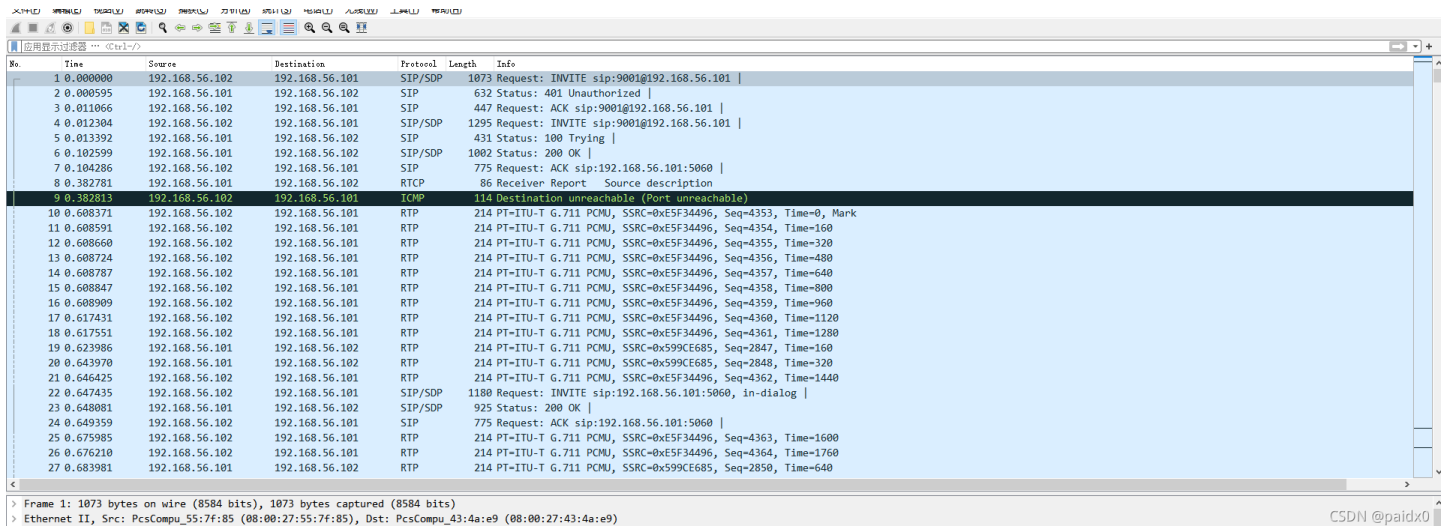 文件(F) 编辑(E) 视图(V) 跳转(G) 捕获(C) 分析(A) 统计(S) 电话(Y) 无线(W) 工具(T) 帮助(H)
应用显示过滤器 … <Ctrl-/>
No. Time Source Destination Protocol Length Info
1 0.000000 192.168.56.102 192.168.56.101 SIP/SDP 1073 Request: INVITE sip:9001@192.168.56.101 |
2 0.000595 192.168.56.101 192.168.56.102 SIP 632 Status: 401 Unauthorized |
3 0.011066 192.168.56.102 192.168.56.101 SIP 447 Request: ACK sip:9001@192.168.56.101 |
4 0.012304 192.168.56.102 192.168.56.101 SIP/SDP 1295 Request: INVITE sip:9001@192.168.56.101 |
5 0.013392 192.168.56.101 192.168.56.102 SIP 431 Status: 100 Trying |
6 0.102599 192.168.56.101 192.168.56.102 SIP/SDP 1002 Status: 200 OK |
7 0.104286 192.168.56.102 192.168.56.101 SIP 775 Request: ACK sip:192.168.56.101:5060 |
8 0.382781 192.168.56.101 192.168.56.102 RTCP 86 Receiver Report Source description
9 0.382813 192.168.56.102 192.168.56.101 ICMP 114 Destination unreachable (Port unreachable)
10 0.608371 192.168.56.102 192.168.56.101 RTP 214 PT=ITU-T G.711 PCMU, SSRC=0xE5F34496, Seq=4353, Time=0, Mark
11 0.608591 192.168.56.102 192.168.56.101 RTP 214 PT=ITU-T G.711 PCMU, SSRC=0xE5F34496, Seq=4354, Time=160
12 0.608660 192.168.56.102 192.168.56.101 RTP 214 PT=ITU-T G.711 PCMU, SSRC=0xE5F34496, Seq=4355, Time=320
13 0.608724 192.168.56.102 192.168.56.101 RTP 214 PT=ITU-T G.711 PCMU, SSRC=0xE5F34496, Seq=4356, Time=480
14 0.608787 192.168.56.102 192.168.56.101 RTP 214 PT=ITU-T G.711 PCMU, SSRC=0xE5F34496, Seq=4357, Time=640
15 0.608847 192.168.56.102 192.168.56.101 RTP 214 PT=ITU-T G.711 PCMU, SSRC=0xE5F34496, Seq=4358, Time=800
16 0.608909 192.168.56.102 192.168.56.101 RTP 214 PT=ITU-T G.711 PCMU, SSRC=0xE5F34496, Seq=4359, Time=960
17 0.617431 192.168.56.102 192.168.56.101 RTP 214 PT=ITU-T G.711 PCMU, SSRC=0xE5F34496, Seq=4360, Time=1120
18 0.617551 192.168.56.102 192.168.56.101 RTP 214 PT=ITU-T G.711 PCMU, SSRC=0xE5F34496, Seq=4361, Time=1280
19 0.623986 192.168.56.101 192.168.56.102 RTP 214 PT=ITU-T G.711 PCMU, SSRC=0x599CE685, Seq=2847, Time=160
20 0.643970 192.168.56.101 192.168.56.102 RTP 214 PT=ITU-T G.711 PCMU, SSRC=0x599CE685, Seq=2848, Time=320
21 0.646425 192.168.56.102 192.168.56.101 RTP 214 PT=ITU-T G.711 PCMU, SSRC=0xE5F34496, Seq=4362, Time=1440
22 0.647435 192.168.56.102 192.168.56.101 SIP/SDP 1180 Request: INVITE sip:192.168.56.101:5060, in-dialog |
23 0.648081 192.168.56.101 192.168.56.102 SIP/SDP 925 Status: 200 OK |
24 0.649359 192.168.56.102 192.168.56.101 SIP 775 Request: ACK sip:192.168.56.101:5060 |
25 0.675985 192.168.56.102 192.168.56.101 RTP 214 PT=ITU-T G.711 PCMU, SSRC=0xE5F34496, Seq=4363, Time=1600
26 0.676210 192.168.56.102 192.168.56.101 RTP 214 PT=ITU-T G.711 PCMU, SSRC=0xE5F34496, Seq=4364, Time=1760
27 0.683981 192.168.56.101 192.168.56.102 RTP 214 PT=ITU-T G.711 PCMU, SSRC=0x599CE685, Seq=2850, Time=640
Frame 1: 1073 bytes on wire (8584 bits), 1073 bytes captured (8584 bits)
Ethernet II, Src: PcsCompu_55:7f:85 (08:00:27:55:7f:85), Dst: PcsCompu_43:4a:e9 (08:00:27:43:4a:e9)
CSDN @paidx0